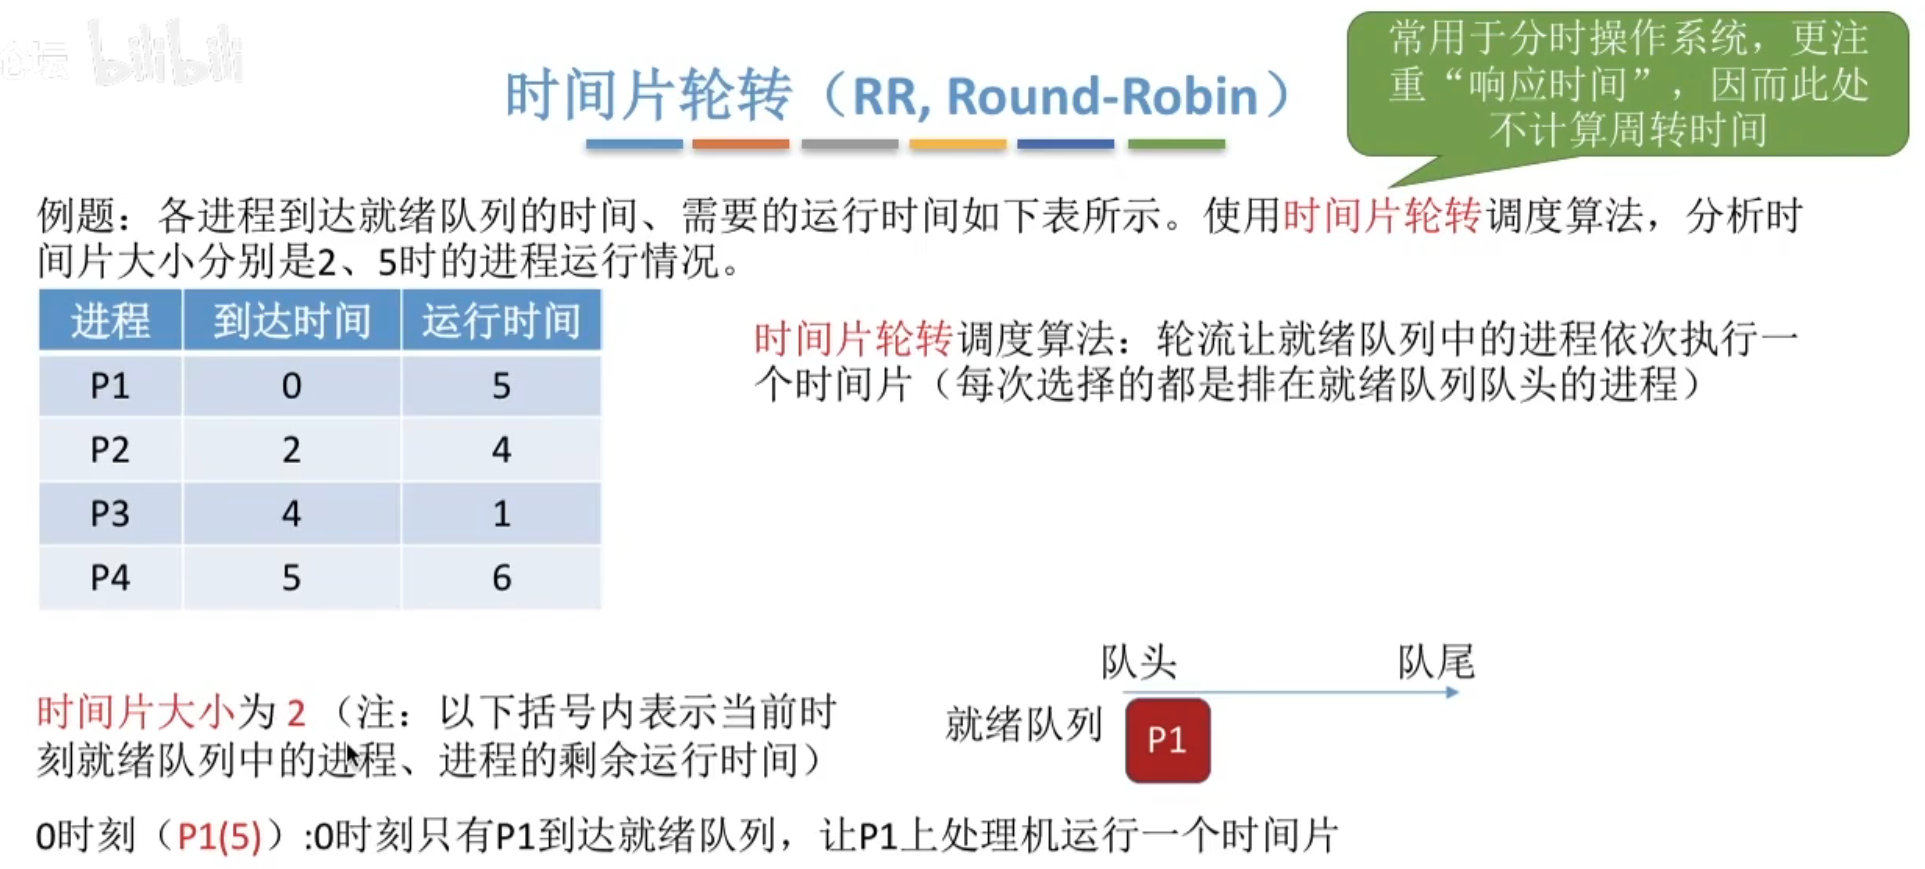 论坛 bilibili
时间片轮转（RR, Round-Robin）
常用于分时操作系统，更注
重“响应时间”，因而此处
不计算周转时间
例题：各进程到达就绪队列的时间、需要的运行时间如下表所示。使用时间片轮转调度算法，分析时
间片大小分别是2、5时的进程运行情况。
进程 到达时间 运行时间
P1 0 5
P2 2 4
P3 4 1
P4 5 6
时间片轮转调度算法：轮流让就绪队列中的进程依次执行一
个时间片（每次选择的都是排在就绪队列队头的进程）
时间片大小为 2（注：以下括号内表示当前时
刻就绪队列中的进程、进程的剩余运行时间）
队头 队尾
就绪队列 P1
0时刻（P1(5)）:0时刻只有P1到达就绪队列，让P1上处理机运行一个时间片